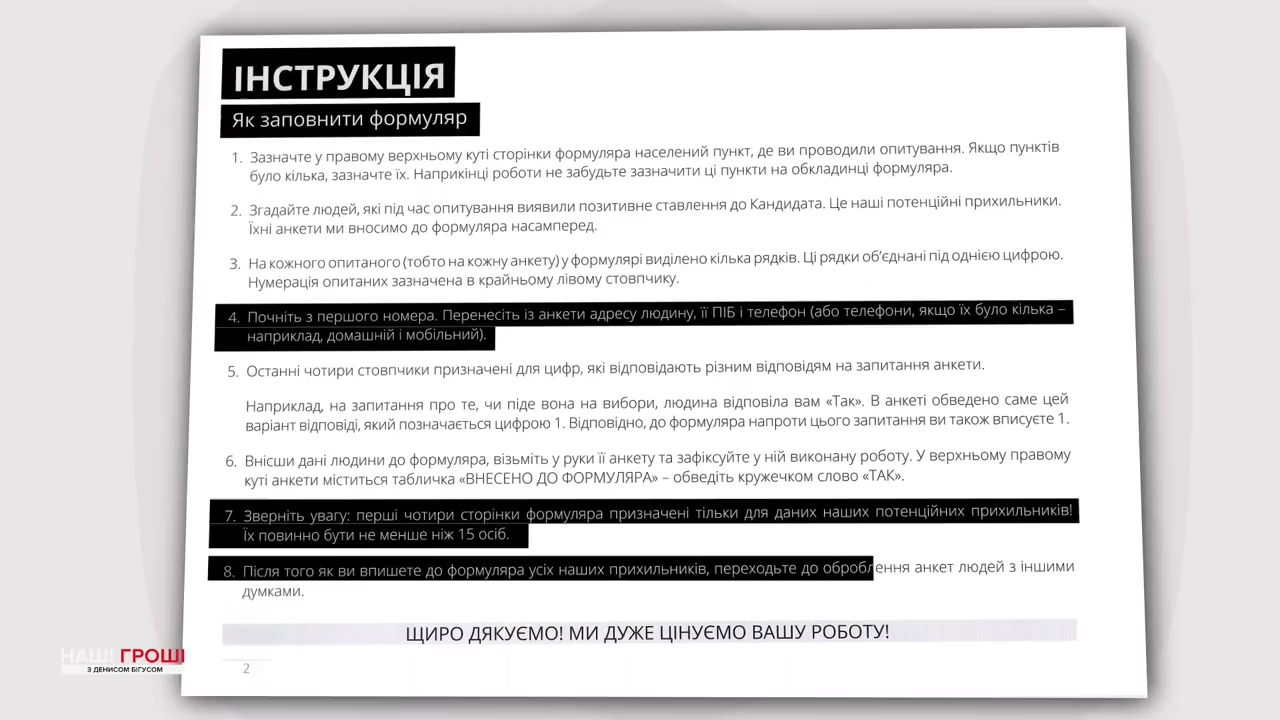 ІНСТРУКЦІЯ
Як заповнити формуляр
1. Зазначте у правому верхньому куті сторінки формуляра населений пункт, де ви проводили опитування. Якщо пунктів
було кілька, зазначте їх. Наприкінці роботи не забудьте зазначити ці пункти на обкладинці формуляра.
2. Згадайте людей, які під час опитування виявили позитивне ставлення до Кандидата. Це наші потенційні прихильники.
Їхні анкети ми вносимо до формуляра насамперед.
3. На кожного опитаного (тобто на кожну анкету) у формулярі виділено кілька рядків. Ці рядки об’єднані під однією цифрою.
Нумерація опитаних зазначена в крайньому лівому стовпчику.
4. Почніть з першого номера. Перенесіть із анкети адресу людину, її ПІБ і телефон (або телефони, якщо їх було кілька –
наприклад, домашній і мобільний).
5. Останні чотири стовпчики призначені для цифр, які відповідають різним відповідям на запитання анкети.
Наприклад, на запитання про те, чи піде вона на вибори, людина відповіла вам «Так». В анкеті обведено саме цей
варіант відповіді, який позначається цифрою 1. Відповідно, до формуляра напроти цього запитання ви також вписуєте 1.
6. Внісши дані людини до формуляра, візьміть у руки її анкету та зафіксуйте у ній виконану роботу. У верхньому правому
куті анкети міститься табличка «ВНЕСЕНО ДО ФОРМУЛЯРА» – обведіть кружечком слово «ТАК».
7. Зверніть увагу: перші чотири сторінки формуляра призначені тільки для даних наших потенційних прихильників!
Їх повинно бути не менше ніж 15 осіб.
8. Після того як ви впишете до формуляра усіх наших прихильників, переходьте до оброблення анкет людей з іншими
думками.
ЩИРО ДЯКУЄМО! МИ ДУЖЕ ЦІНУЄМО ВАШУ РОБОТУ!
2
НАШІ ГРОШІ
З ДЕНИСОМ БІГУСОМ